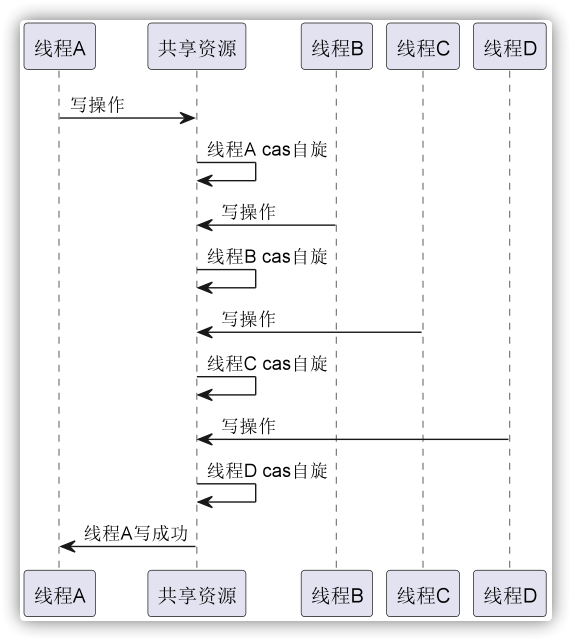 线程A 共享资源 线程B 线程C 线程D
写操作
线程A cas自旋
写操作
线程B cas自旋
写操作
线程C cas自旋
写操作
线程D cas自旋
线程A写成功
线程A 共享资源 线程B 线程C 线程D